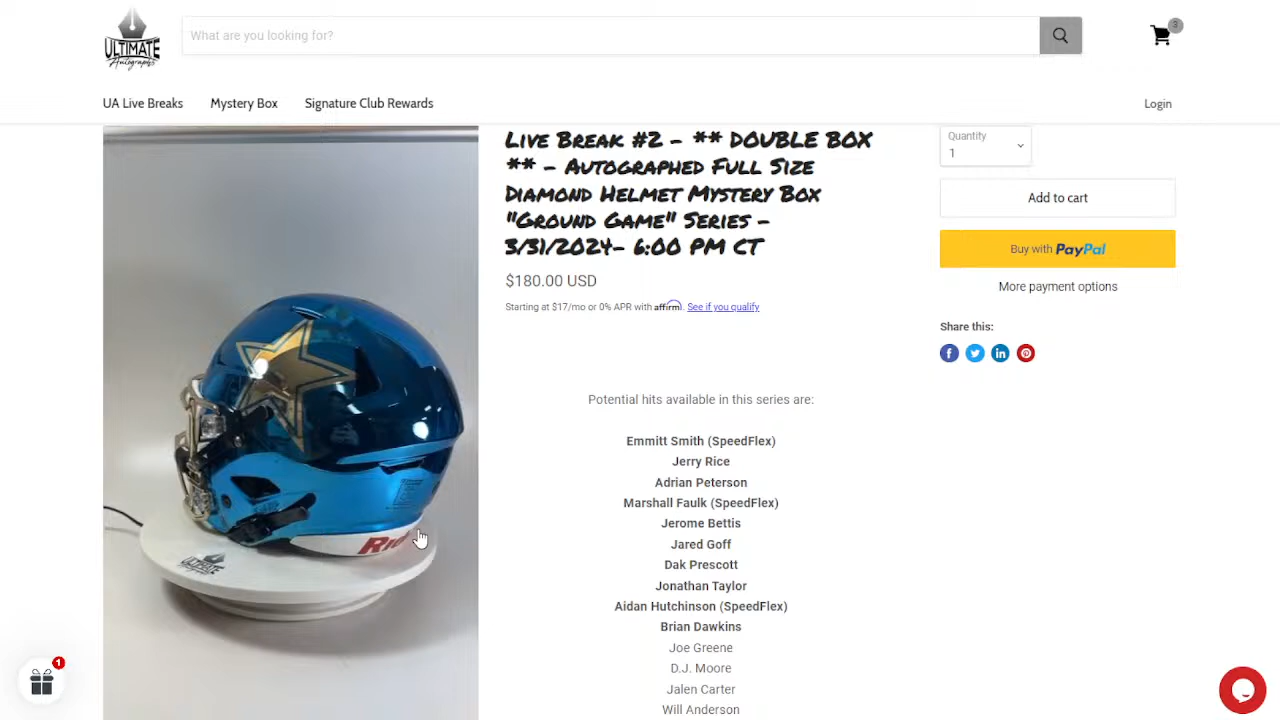 ULTIMATE
Autographs
What are you looking for?
3
UA Live Breaks
Mystery Box
Signature Club Rewards
Login
Live Break #2 - ** DOUBLE BOX
** - Autographed Full Size
Diamond Helmet Mystery Box
"Ground Game" Series -
3/31/2024- 6:00 PM CT
$180.00 USD
Starting at $17/mo or 0% APR with affirm. See if you qualify
Potential hits available in this series are:
Emmitt Smith (SpeedFlex)
Jerry Rice
Adrian Peterson
Marshall Faulk (SpeedFlex)
Jerome Bettis
Jared Goff
Dak Prescott
Jonathan Taylor
Aidan Hutchinson (SpeedFlex)
Brian Dawkins
Joe Greene
D.J. Moore
Jalen Carter
Will Anderson
Quantity
1
Add to cart
Buy with PayPal
More payment options
Share this:
ULTIMATE
1